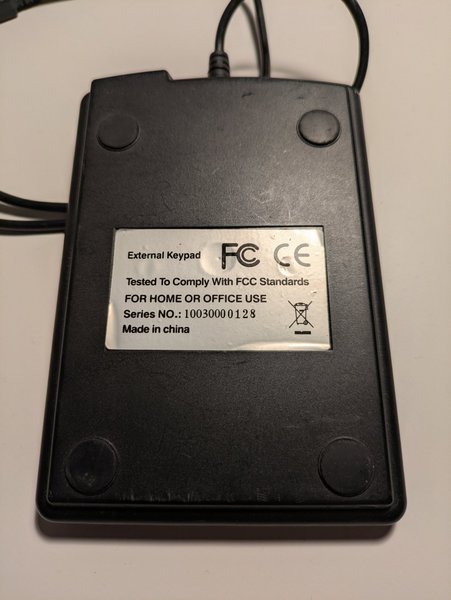 External Keypad FC CE
Tested To Comply With FCC Standards
FOR HOME OR OFFICE USE
Series NO.: 10030000128
Made in china